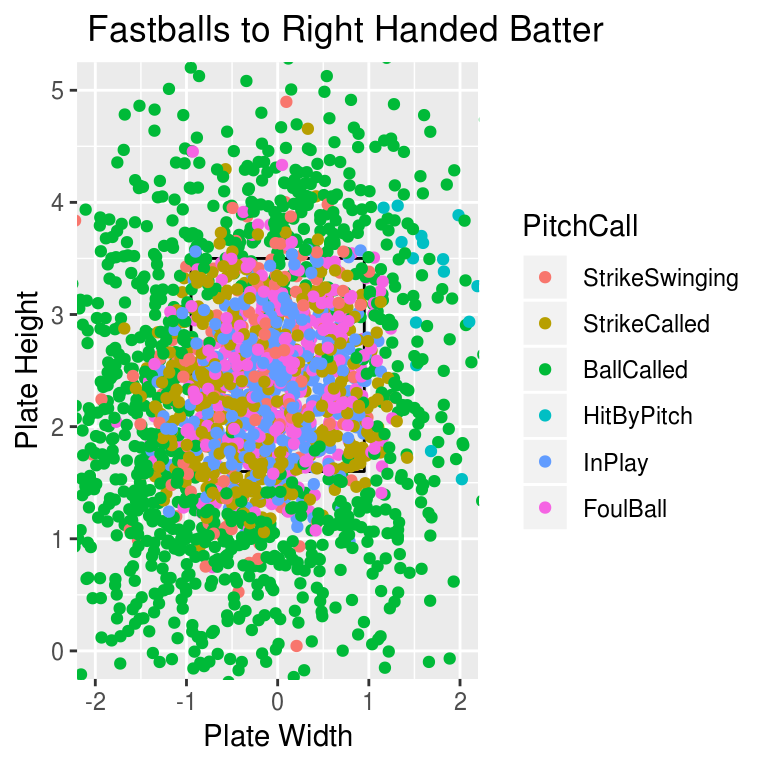 Fastballs to Right Handed Batter
5
4
3
2
1
0
Plate Height
-2 -1 0 1 2
Plate Width
PitchCall
StrikeSwinging
StrikeCalled
BallCalled
HitByPitch
InPlay
FoulBall